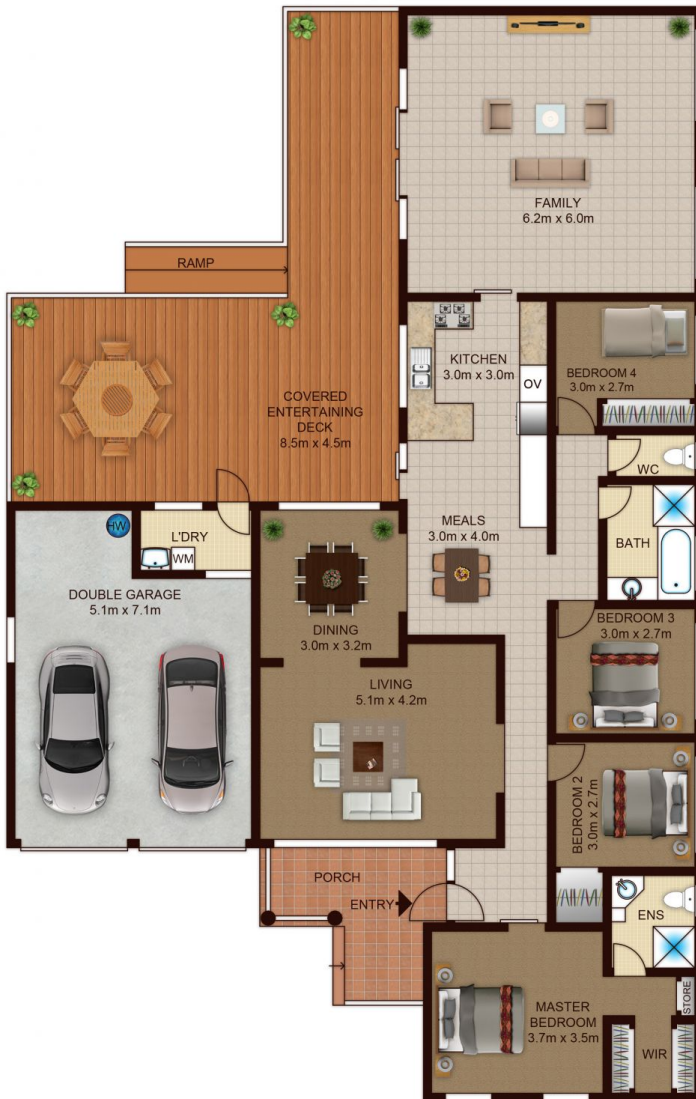 FAMILY
6.2m x 6.0m
RAMP
KITCHEN
3.0m x 3.0m
OV
BEDROOM 4
3.0m x 2.7m
COVERED
ENTERTAINING
DECK
8.5m x 4.5m
WC
HW
L'DRY
WM
MEALS
3.0m x 4.0m
BATH
DOUBLE GARAGE
5.1m x 7.1m
DINING
3.0m x 3.2m
BEDROOM 3
3.0m x 2.7m
LIVING
5.1m x 4.2m
BEDROOM 2
3.0m x 2.7m
PORCH
ENTRY
ENS
STORE
MASTER
BEDROOM
3.7m x 3.5m
WIR